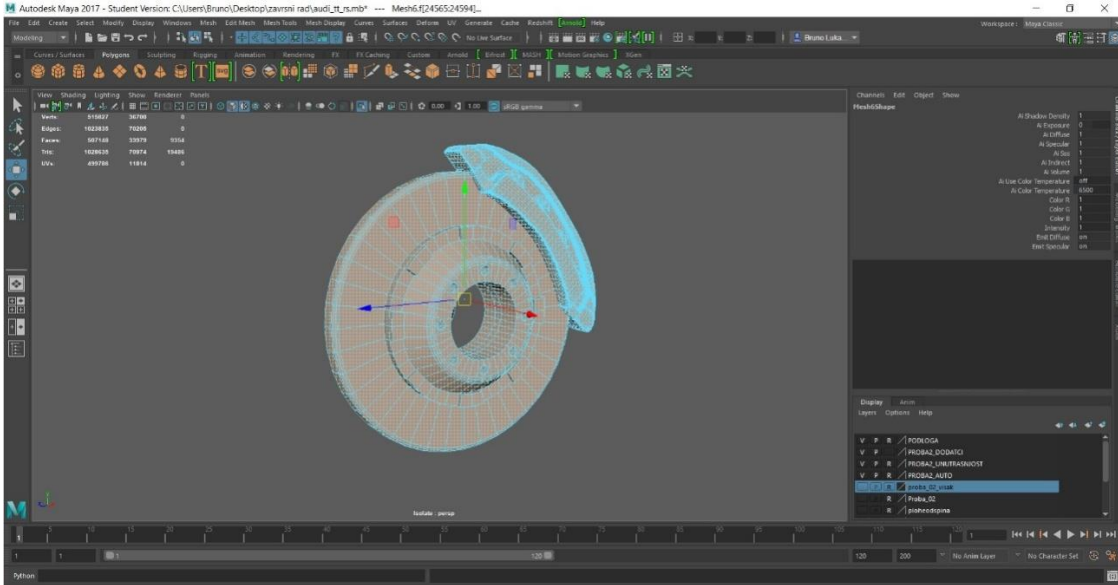 Autodesk Maya 2017 - Student Version: C:\Users\Bruno\Desktop\zavrsni rad\audi_tt_rs.mb* --- Mesh6.f[24565:24594]...
File Edit Create Select Modify Display Windows Mesh Edit Mesh Mesh Tools Mesh Display Curves Surfaces Deform UV Generate Cache Redshift [Arnold] Help
Workspace : Maya Classic
Modeling No Live Surface X: Y: Z: Bruno Luka...
Curves / Surfaces Polygons Sculpting Rigging Animation Rendering FX FX Caching Custom Arnold Bifrost MASH Motion Graphics XGen
View Shading Lighting Show Renderer Panels
0.00 1.00 sRGB gamma
Channels Edit Object Show
Mesh6Shape
Verts: 515827 36700 0
Edges: 1023835 70208 0
Faces: 507140 33979 9354
Tris: 1028635 70974 19486
UVs: 499786 11814 0
Ai Shadow Density 1
Ai Exposure 0
Ai Diffuse 1
Ai Specular 1
Ai Sss 1
Ai Indirect 1
Ai Volume 1
Ai Use Color Temperature off
Ai Color Temperature 6500
Color R 1
Color G 1
Color B 1
Intensity 1
Emit Diffuse on
Emit Specular on
Display Anim
Layers Options Help
V P R PODLOGA
V P PROBA2_DODATCI
V P R PROBA2_UNUTRASNJOST
V P R PROBA2_AUTO
R proba_02_visak
R Proba_02
R plaheodspina
Isolate : persp
1 5 10 15 20 25 30 35 40 45 50 55 60 65 70 75 80 85 90 95 100 105 110 115 1
1 1 1 120 120 200 No Anim Layer No Character Set
Python